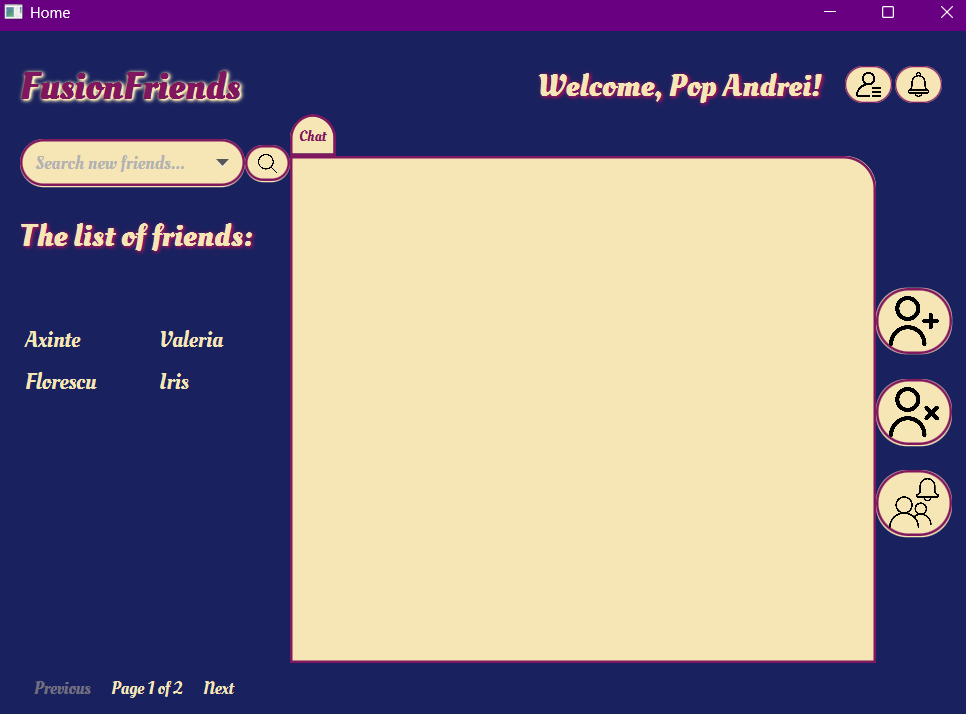 Home
FusionFriends
Welcome, Pop Andrei!
Chat
Search new friends...
The list of friends:
Axinte Valeria
Florescu Iris
Previous Page 1 of 2 Next